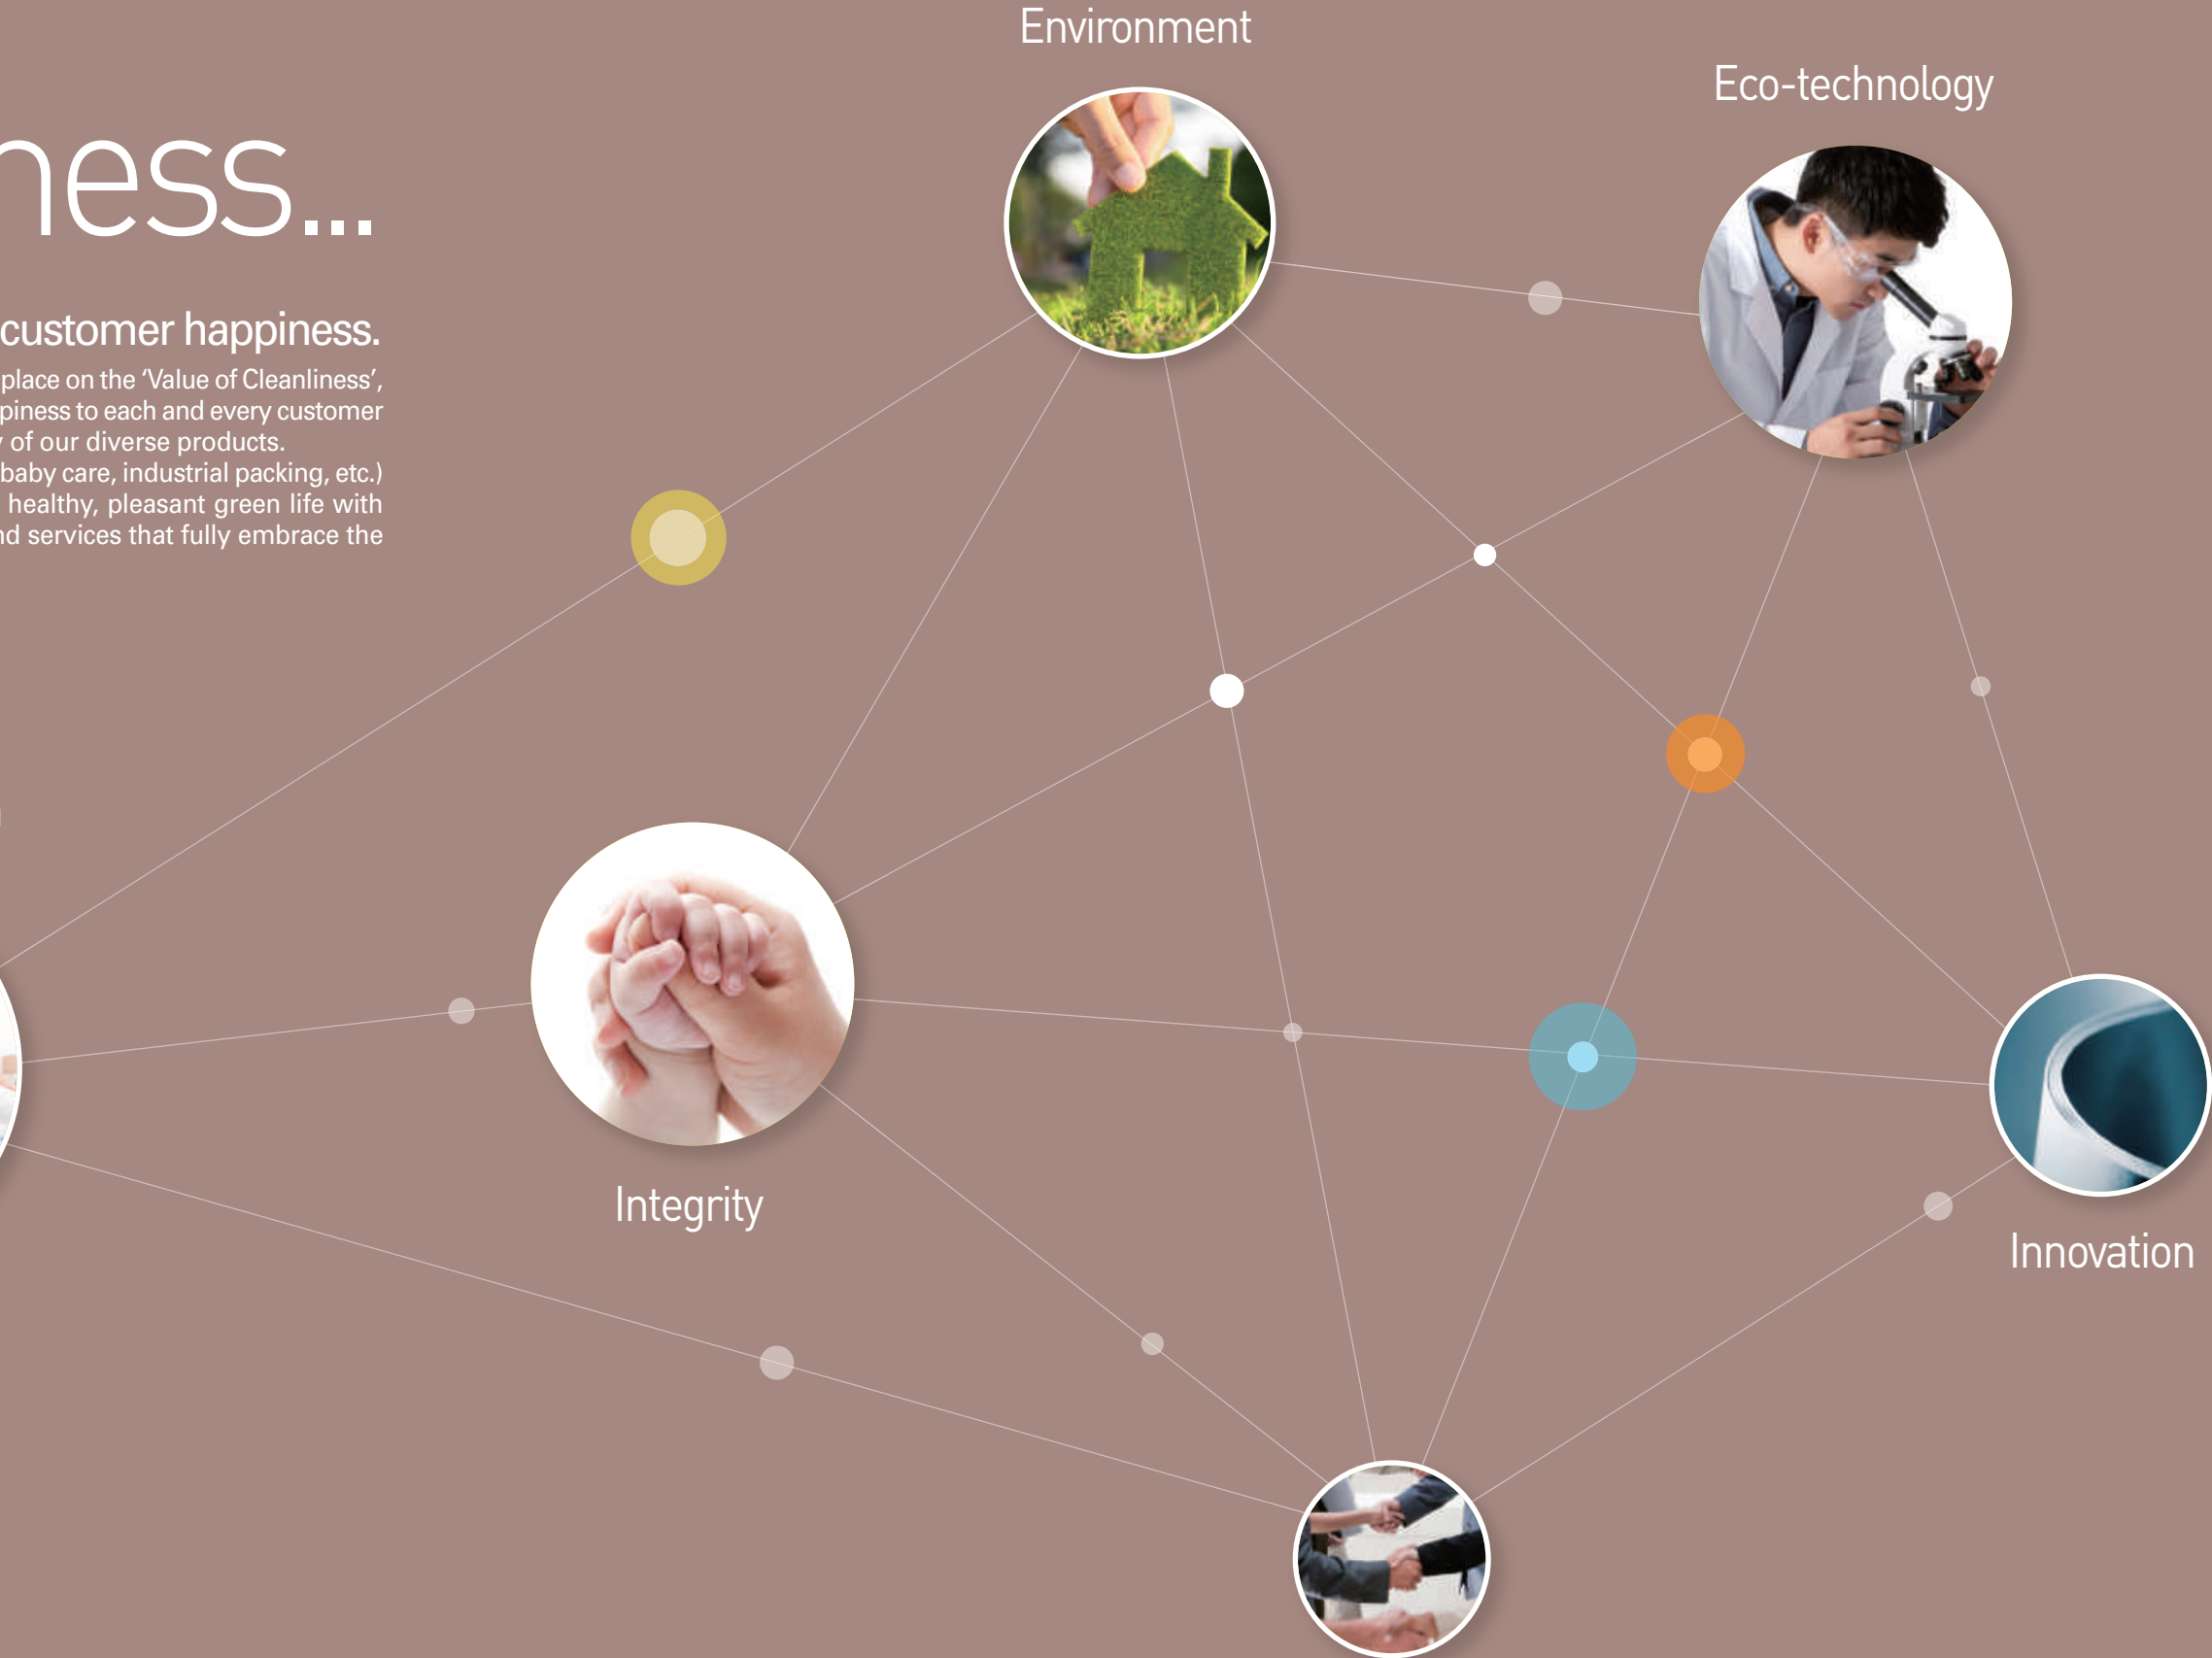 Environment
Eco-technology
ness...
customer happiness.
place on the ‘Value of Cleanliness’,
piness to each and every customer
of our diverse products.
baby care, industrial packing, etc.)
healthy, pleasant green life with
nd services that fully embrace the
Integrity
Innovation